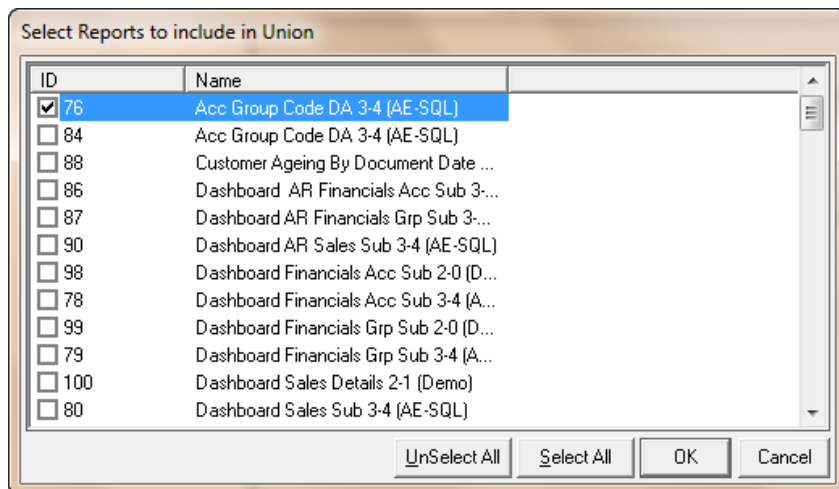 Select Reports to include in Union
ID Name
76 Acc Group Code DA 3-4 (AE-SQL)
84 Acc Group Code DA 3-4 (AE-SQL)
88 Customer Ageing By Document Date ...
86 Dashboard  AR Financials Acc Sub 3-...
87 Dashboard AR Financials Grp Sub 3-...
90 Dashboard AR Sales Sub 3-4 (AE-SQL)
98 Dashboard Financials Acc Sub 2-0 (D...
78 Dashboard Financials Acc Sub 3-4 (A...
99 Dashboard Financials Grp Sub 2-0 (D...
79 Dashboard Financials Grp Sub 3-4 (A...
100 Dashboard Sales Details 2-1 (Demo)
80 Dashboard Sales Sub 3-4 (AE-SQL)
UnSelect All Select All OK Cancel